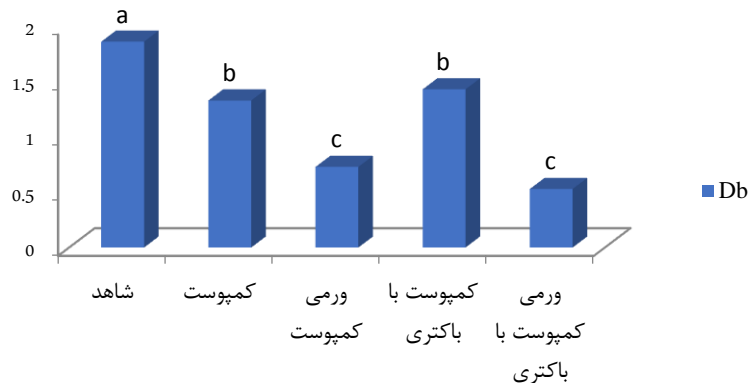 2
1.5
1
0.5
0
a
b
c
b
c
Db
شاهد
کمپوست
ورمی
کمپوست
کمپوست با
باکتری
ورمی
کمپوست با
باکتری